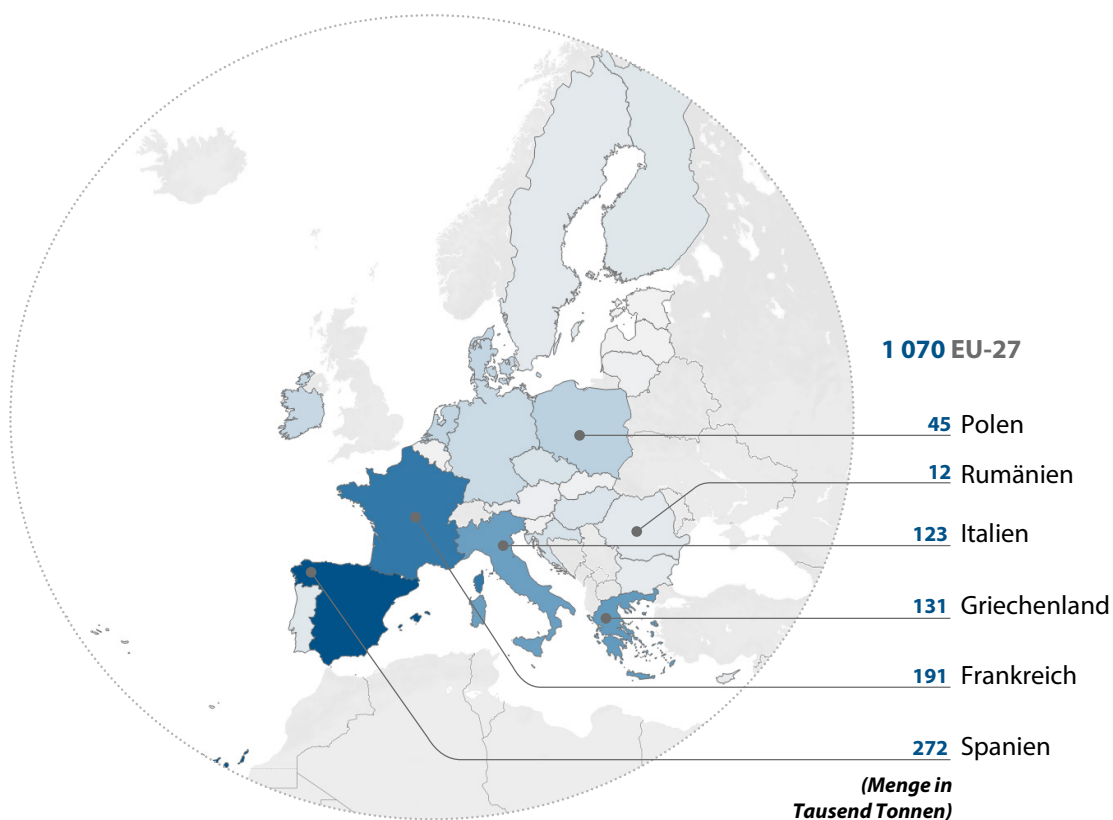 1 070 EU-27
45 Polen
12 Rumänien
123 Italien
131 Griechenland
191 Frankreich
272 Spanien
(Menge in
Tausend Tonnen)